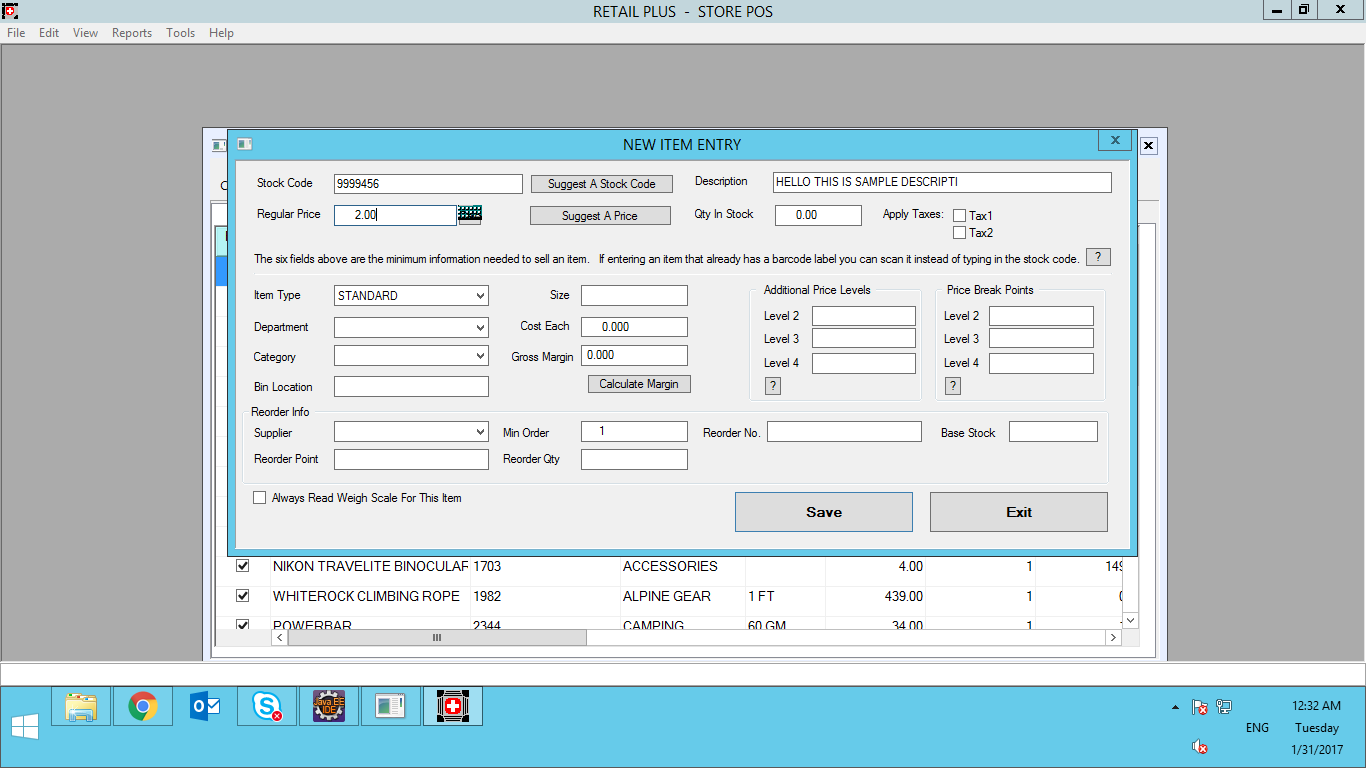 RETAIL PLUS - STORE POS
File Edit View Reports Tools Help
NEW ITEM ENTRY
Stock Code 9999456 Suggest A Stock Code Description HELLO THIS IS SAMPLE DESCRIPTI
Regular Price 2.00 Suggest A Price Qty In Stock 0.00 Apply Taxes: Tax1
Tax2
The six fields above are the minimum information needed to sell an item. If entering an item that already has a barcode label you can scan it instead of typing in the stock code. ?
Additional Price Levels Price Break Points
Item Type STANDARD Size
Level 2 Level 2
Department Cost Each 0.000
Level 3 Level 3
Category Gross Margin 0.000
Level 4 Level 4
Bin Location Calculate Margin ? ?
Reorder Info
Supplier Min Order 1 Reorder No. Base Stock
Reorder Point Reorder Qty
Always Read Weigh Scale For This Item
Save Exit
NIKON TRAVELITE BINOCULAR 1703 ACCESSORIES 4.00 1 149
WHITEROCK CLIMBING ROPE 1982 ALPINE GEAR 1 FT 439.00 1
POWERBAR 2344 CAMPING 60 GM 34.00 1
Java EE
IDE
12:32 AM
ENG Tuesday
1/31/2017